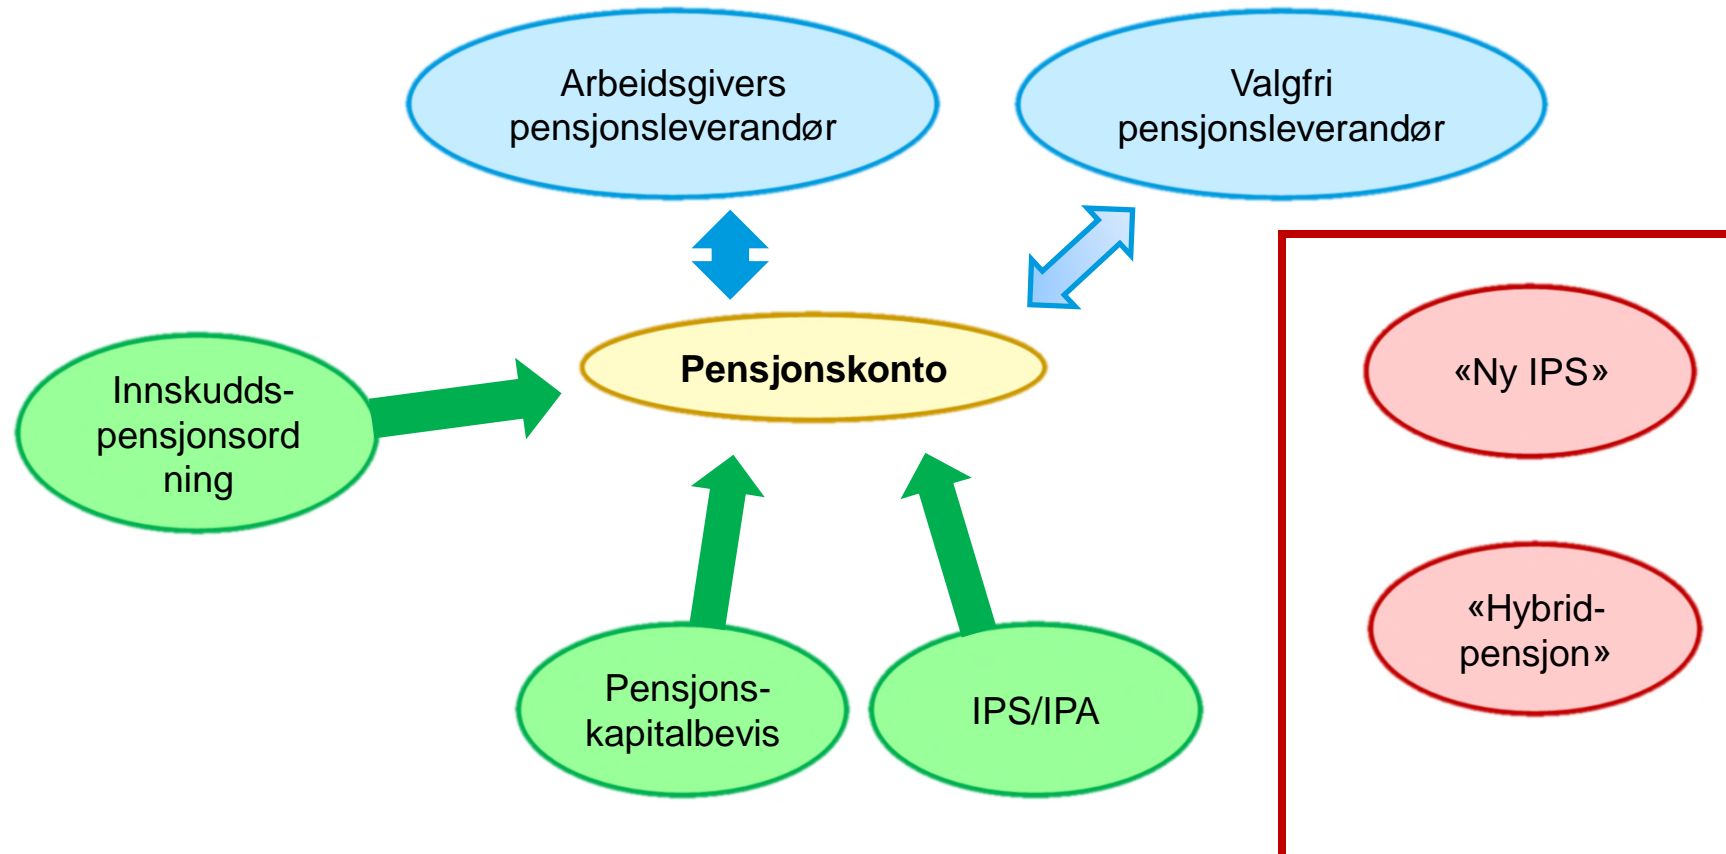 Arbeidsgivers
pensjonsleverandør
Valgfri
pensjonsleverandør
Pensjonskonto
«Ny IPS»
Innskudds-
pensjonsord
ning
«Hybrid-
pensjon»
Pensjons-
kapitalbevis
IPS/IPA